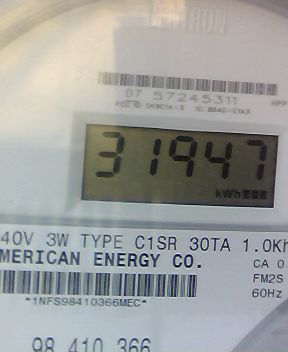 ITRON
07 57245311
31947
kWh
40V 3W TYPE C1SR 30TA 1.0Kh
MERICAN ENERGY CO.
CA 0
FM2S
60Hz
*1NFS98410366MEC*
98 410 366